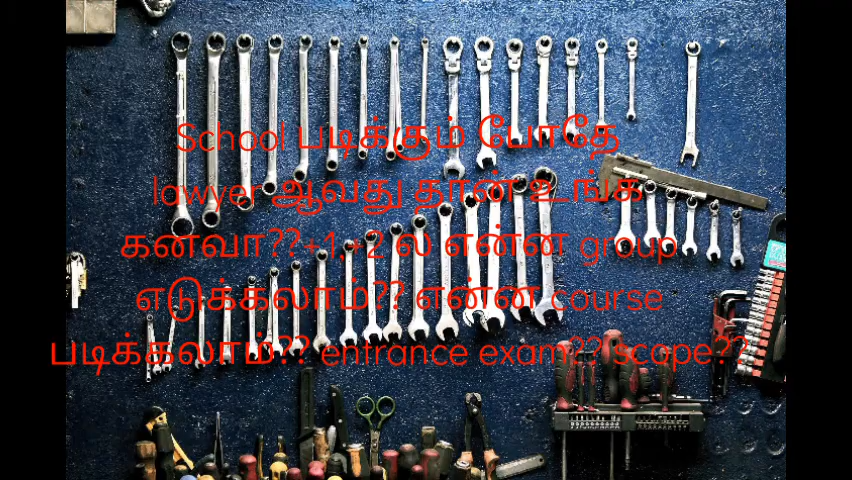 School படிக்கும் போதே
lawyer ஆவது தான் உங்க
கனவா??+1,+2 ல என்ன group
எடுக்கலாம்?? என்ன course
படிக்கலாம்?? entrance exam?? scope??